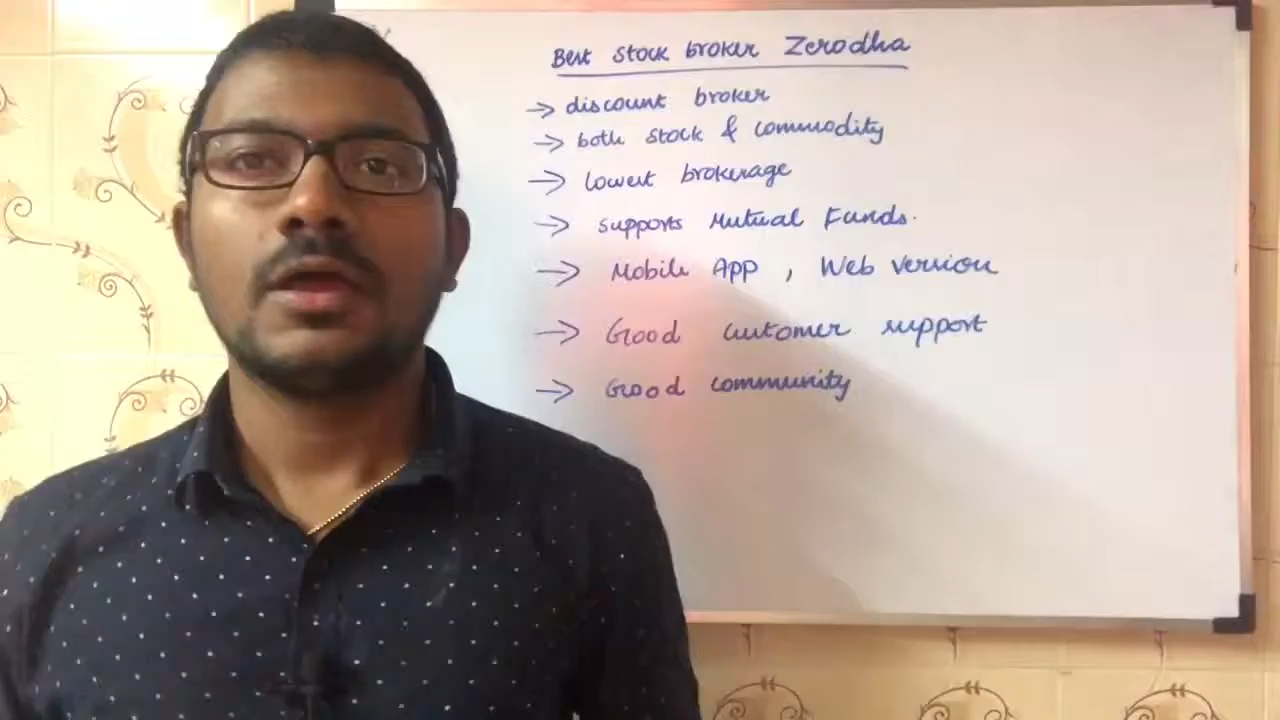 Best stock broker Zerodha
→ discount broker
→ both stock & commodity
→ lowest brokerage
→ supports Mutual Funds.
→ Mobile App , Web version
→ Good customer support
→ Good community